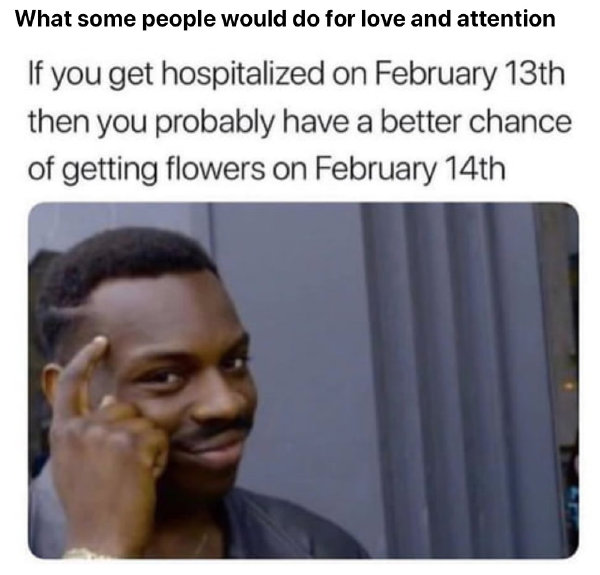 What some people would do for love and attention
If you get hospitalized on February 13th
then you probably have a better chance
of getting flowers on February 14th